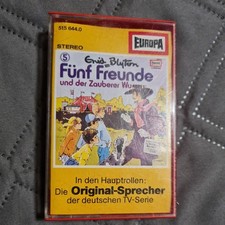 515 644.0
EUROPA
STEREO
5
Enid Blyton
Fünf Freunde
und der Zauberer Wu
In den Hauptrollen:
Die Original-Sprecher
der deutschen TV-Serie